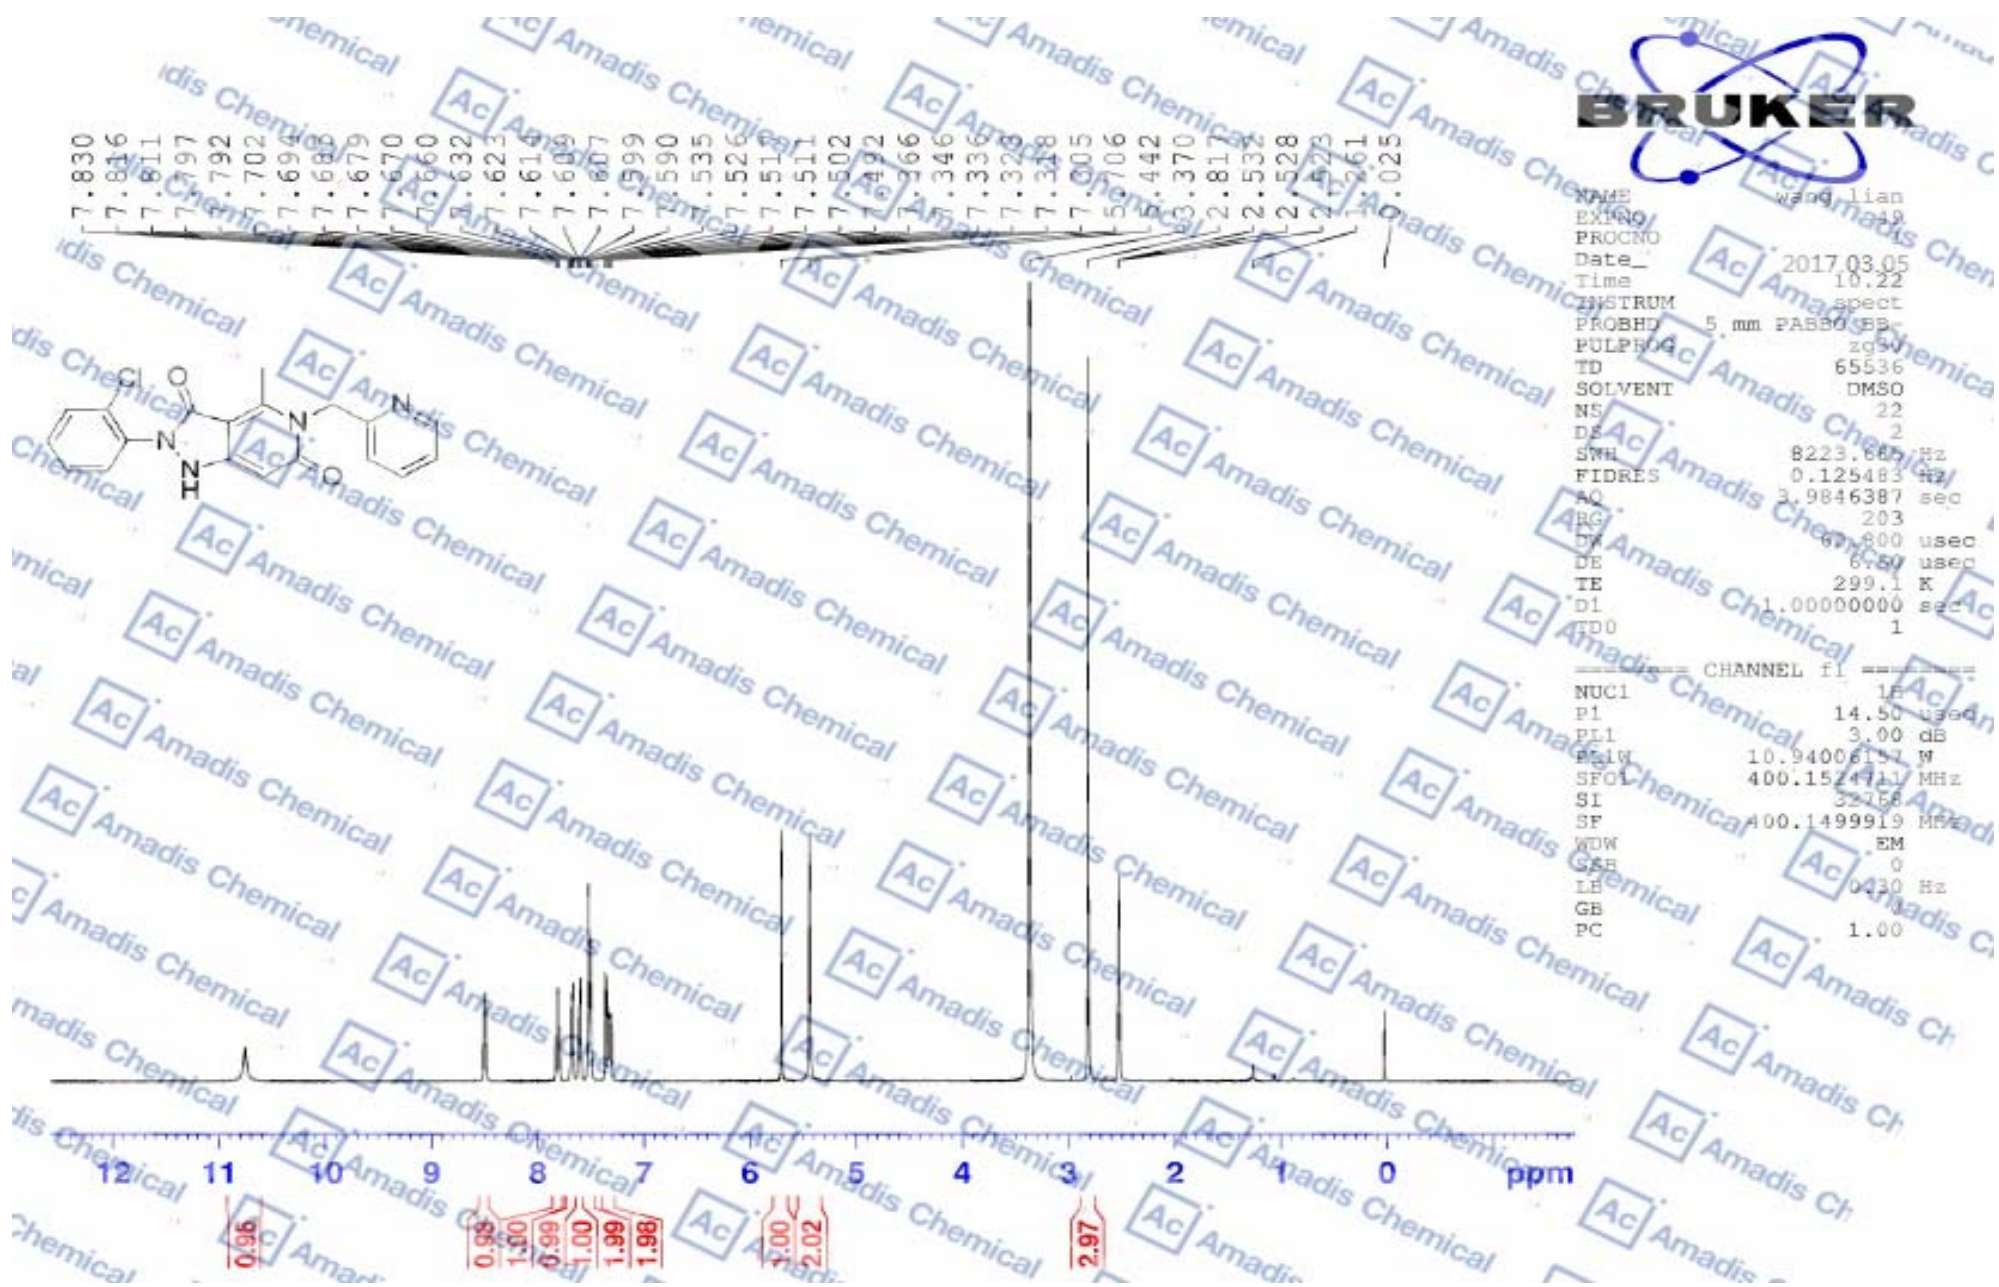 7.830
7.816
7.811
7.797
7.792
7.702
7.694
7.679
7.670
7.660
7.632
7.623
7.614
7.609
7.607
7.599
7.590
7.535
7.526
7.511
7.502
7.492
7.366
7.346
7.336
7.323
7.318
7.305
5.706
5.442
3.370
2.817
2.532
2.528
2.523
1.261
0.025
BRUKER
NAME wang lian
EXPNO
PROCNO 1
Date_ 2017.03.05
Time 10.22
INSTRUM spect
PROBHD 5 mm PABBO BB-
PULPROG
TD 65536
SOLVENT DMSO
NS 22
DS 2
SWH Hz
FIDRES 0.125483 Hz
AQ 3.9846387 sec
RG 203
DW usec
DE 6.50 usec
TE 299.1 K
D1 1.00000000 sec
TD0 1
======== CHANNEL f1 ========
NUC1 1H
P1 14.50 usec
PL1 3.00 dB
PL1W 10.94006157 W
SFO1 400.1524711 MHz
SI 32768
SF 400.1499919 MHz
WDW EM
SSB 0
LB 0.30 Hz
GB 0
PC 1.00
Cl
O
N
N
N
N
H
O
12 11 10 9 8 7 6 5 4 3 2 1 0 ppm
0.98
1.00
0.99
1.00
1.99
1.98
1.00
2.02
2.97
Ac Amadis Chemical